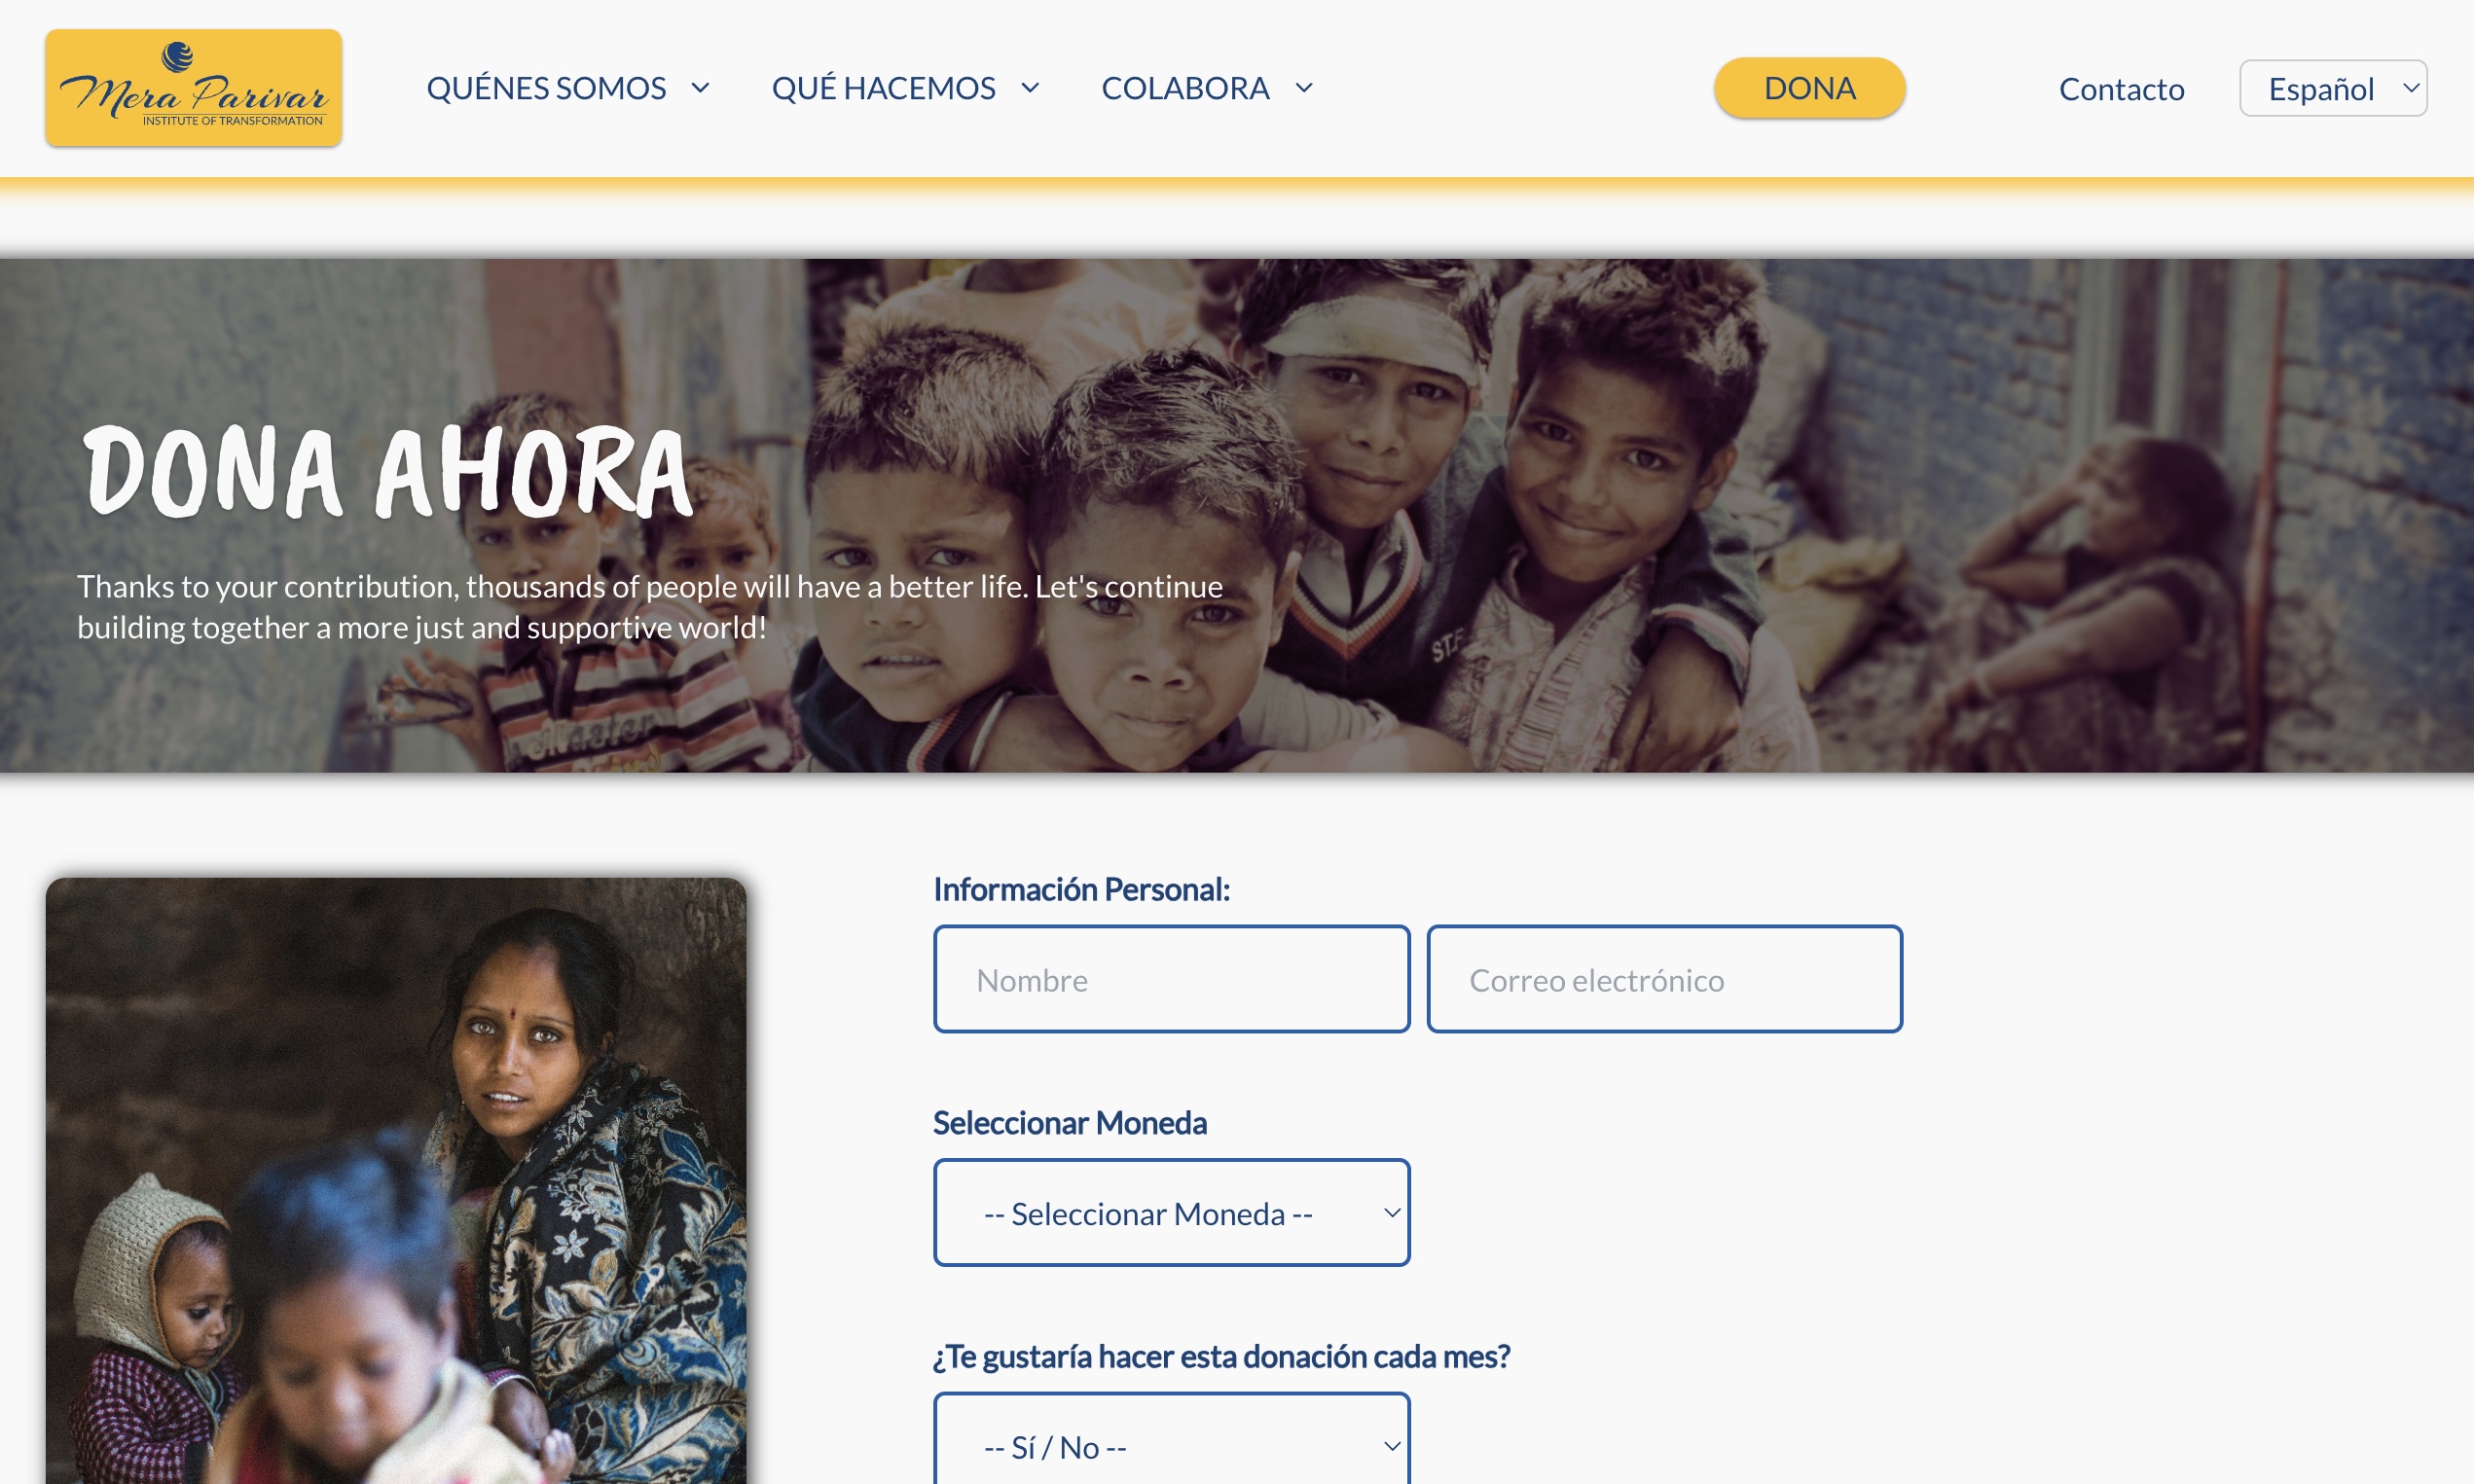 Mera Parivar
INSTITUTE OF TRANSFORMATION
QUÉNES SOMOS
QUÉ HACEMOS
COLABORA
DONA
Contacto
Español
DONA AHORA
Thanks to your contribution, thousands of people will have a better life. Let's continue
building together a more just and supportive world!
Master
ST.F
Información Personal:
Nombre
Correo electrónico
Seleccionar Moneda
-- Seleccionar Moneda --
¿Te gustaría hacer esta donación cada mes?
-- Sí / No --